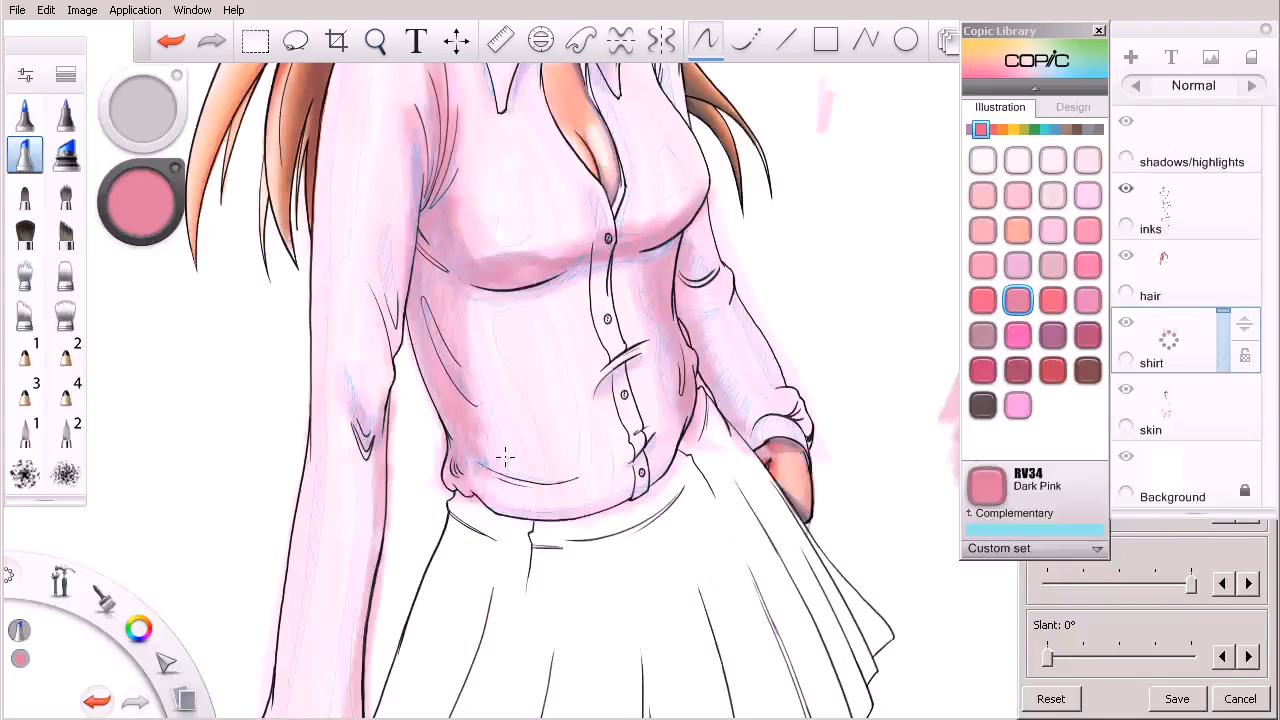 File Edit Image Application Window Help
T
Copic Library
COPIC
Illustration Design
T
Normal
shadows/highlights
inks
hair
shirt
skin
Background
1 2
3 4
1 2
RV34
Dark Pink
Complementary
Custom set
Slant: 0°
Reset Save Cancel